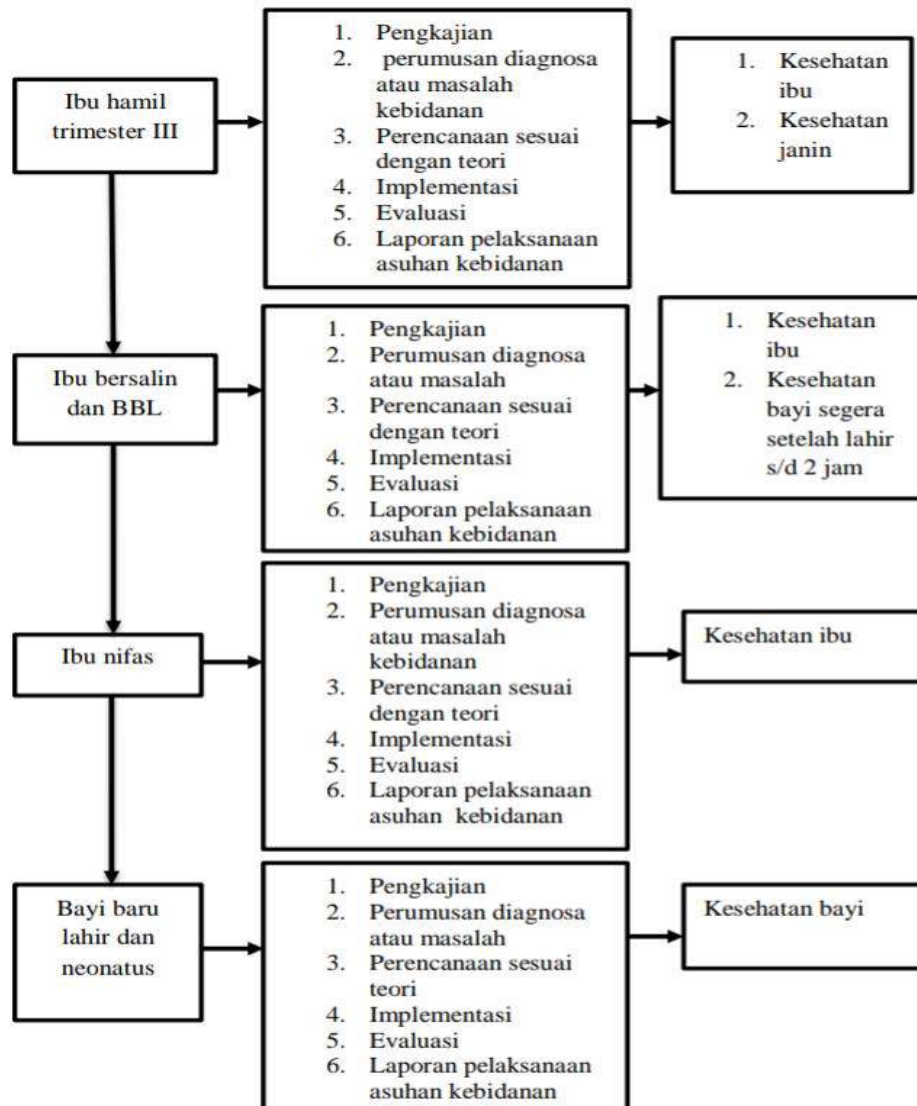 Ibu hamil
trimester III
1. Pengkajian
2. perumusan diagnosa
atau masalah
kebidanan
3. Perencanaan sesuai
dengan teori
4. Implementasi
5. Evaluasi
6. Laporan pelaksanaan
asuhan kebidanan
1. Kesehatan
ibu
2. Kesehatan
janin
Ibu bersalin
dan BBL
1. Pengkajian
2. Perumusan diagnosa
atau masalah
3. Perencanaan sesuai
dengan teori
4. Implementasi
5. Evaluasi
6. Laporan pelaksanaan
asuhan kebidanan
1. Kesehatan
ibu
2. Kesehatan
bayi segera
setelah lahir
s/d 2 jam
Ibu nifas
1. Pengkajian
2. Perumusan diagnosa
atau masalah
kebidanan
3. Perencanaan sesuai
dengan teori
4. Implementasi
5. Evaluasi
6. Laporan pelaksanaan
asuhan kebidanan
Kesehatan ibu
Bayi baru
lahir dan
neonatus
1. Pengkajian
2. Perumusan diagnosa
atau masalah
3. Perencanaan sesuai
teori
4. Implementasi
5. Evaluasi
6. Laporan pelaksanaan
asuhan kebidanan
Kesehatan bayi